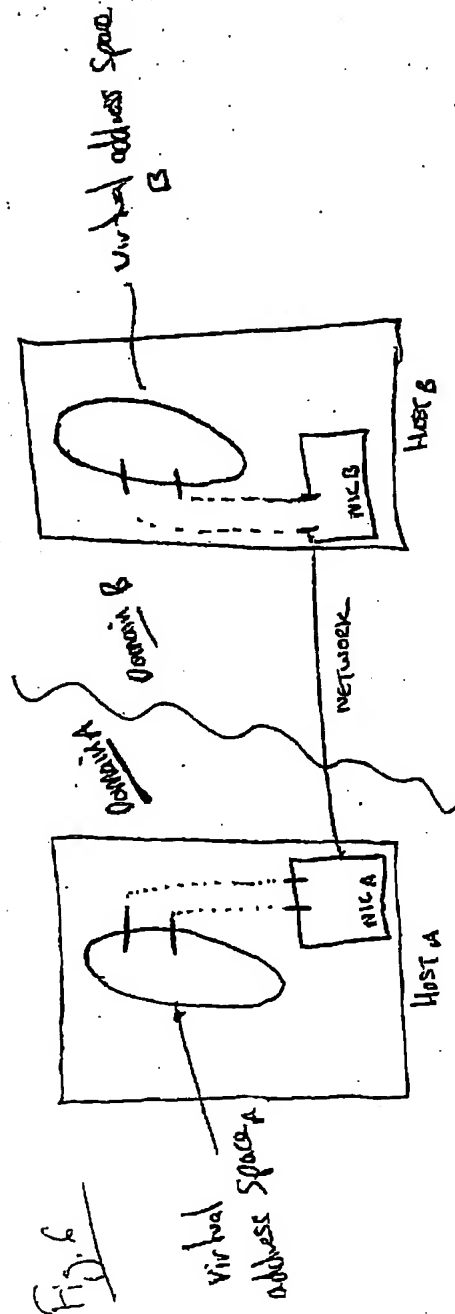 Fig. 6
Virtual
address Space A
HOST A
NIC A
Domain A
Domain B
NETWORK
NIC B
HOST B
Virtual address Space
B